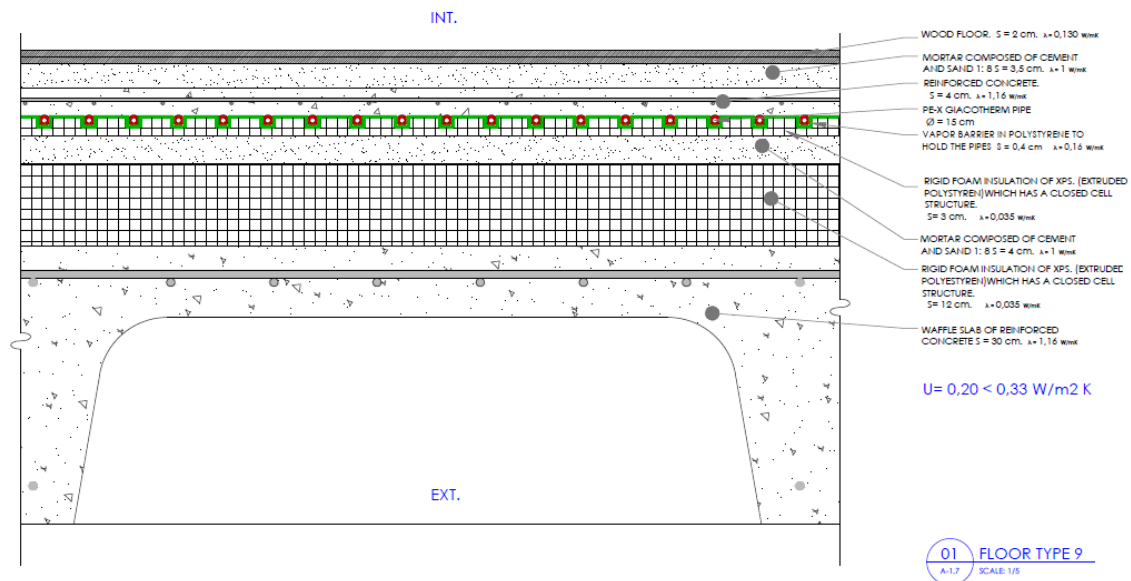 INT.
WOOD FLOOR. S = 2 cm. λ= 0,130 W/mK
MORTAR COMPOSED OF CEMENT
AND SAND 1: 8 S = 3,5 cm. λ= 1 W/mK
REINFORCED CONCRETE.
S = 4 cm. λ= 1,16 W/mK
PE-X GIACOTHERM PIPE
Ø = 15 cm
VAPOR BARRIER IN POLYSTYRENE TO
HOLD THE PIPES S = 0,4 cm λ= 0,16 W/mK
RIGID FOAM INSULATION OF XPS. (EXTRUDED
POLYSTYREN)WHICH HAS A CLOSED CELL
STRUCTURE.
S= 3 cm. λ= 0,035 W/mK
MORTAR COMPOSED OF CEMENT
AND SAND 1: 8 S = 4 cm. λ= 1 W/mK
RIGID FOAM INSULATION OF XPS. (EXTRUDED
POLYESTYREN)WHICH HAS A CLOSED CELL
STRUCTURE.
S= 12 cm. λ= 0,035 W/mK
WAFFLE SLAB OF REINFORCED
CONCRETE S = 30 cm. λ= 1,16 W/mK
U= 0,20 < 0,33 W/m2 K
EXT.
01 FLOOR TYPE 9
A-1.7 SCALE: 1/5